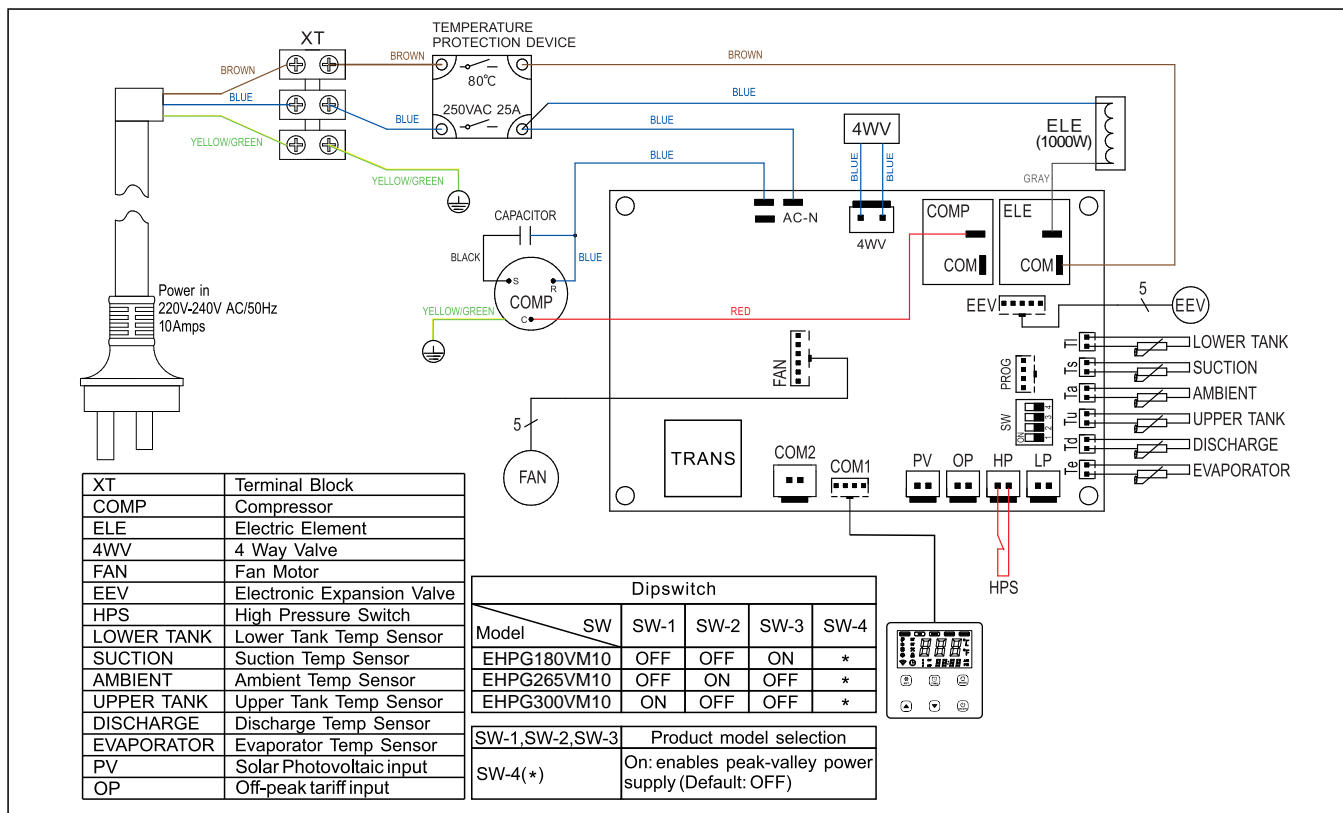 TEMPERATURE
PROTECTION DEVICE
XT
BROWN
BROWN
BROWN
80℃
BLUE
BLUE
250VAC 25A
BLUE
BLUE
4WV
ELE
(1000W)
YELLOW/GREEN
YELLOW/GREEN
BLUE
BLUE
BLUE
GRAY
CAPACITOR
AC-N
4WV
COMP
ELE
COM
COM
BLACK
BLUE
S
R
COMP
C
YELLOW/GREEN
RED
EEV
5
EEV
Power in
220V-240V AC/50Hz
10Amps
FAN
PROG
SW
ON
1 2 3 4
Tl
LOWER TANK
Ts
SUCTION
Ta
AMBIENT
Tu
UPPER TANK
Td
DISCHARGE
Te
EVAPORATOR
5
FAN
TRANS
COM2
COM1
PV
OP
HP
LP
HPS
XT Terminal Block
COMP Compressor
ELE Electric Element
4WV 4 Way Valve
FAN Fan Motor
EEV Electronic Expansion Valve
HPS High Pressure Switch
LOWER TANK Lower Tank Temp Sensor
SUCTION Suction Temp Sensor
AMBIENT Ambient Temp Sensor
UPPER TANK Upper Tank Temp Sensor
DISCHARGE Discharge Temp Sensor
EVAPORATOR Evaporator Temp Sensor
PV Solar Photovoltaic input
OP Off-peak tariff input
Dipswitch
Model SW SW-1 SW-2 SW-3 SW-4
EHPG180VM10 OFF OFF ON *
EHPG265VM10 OFF ON OFF *
EHPG300VM10 ON OFF OFF *
SW-1,SW-2,SW-3 Product model selection
SW-4(*) On: enables peak-valley power
supply (Default: OFF)
888
℃
℉